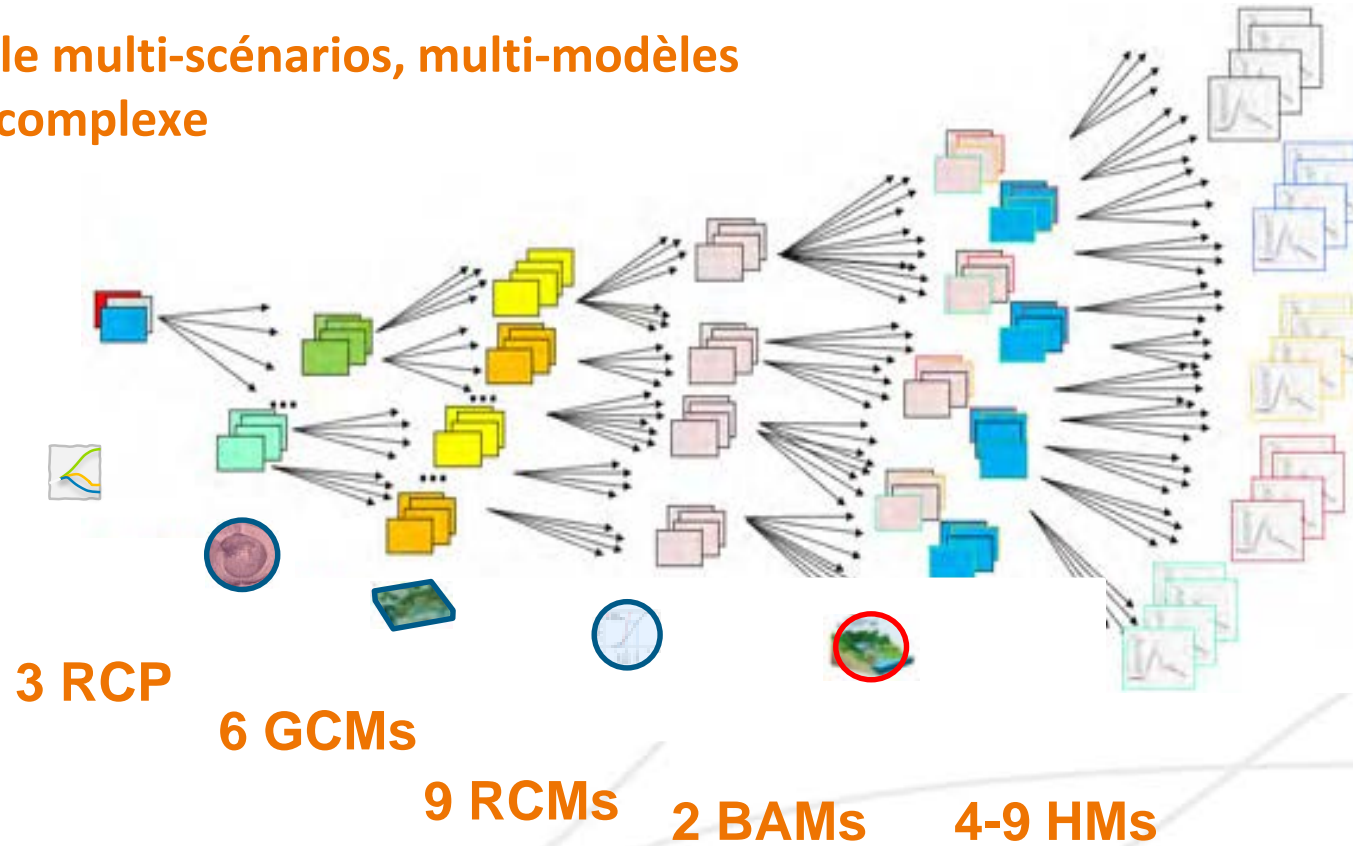 le multi-scénarios, multi-modèles
complexe
...
...
...
3 RCP
6 GCMs
9 RCMs
2 BAMs
4-9 HMs